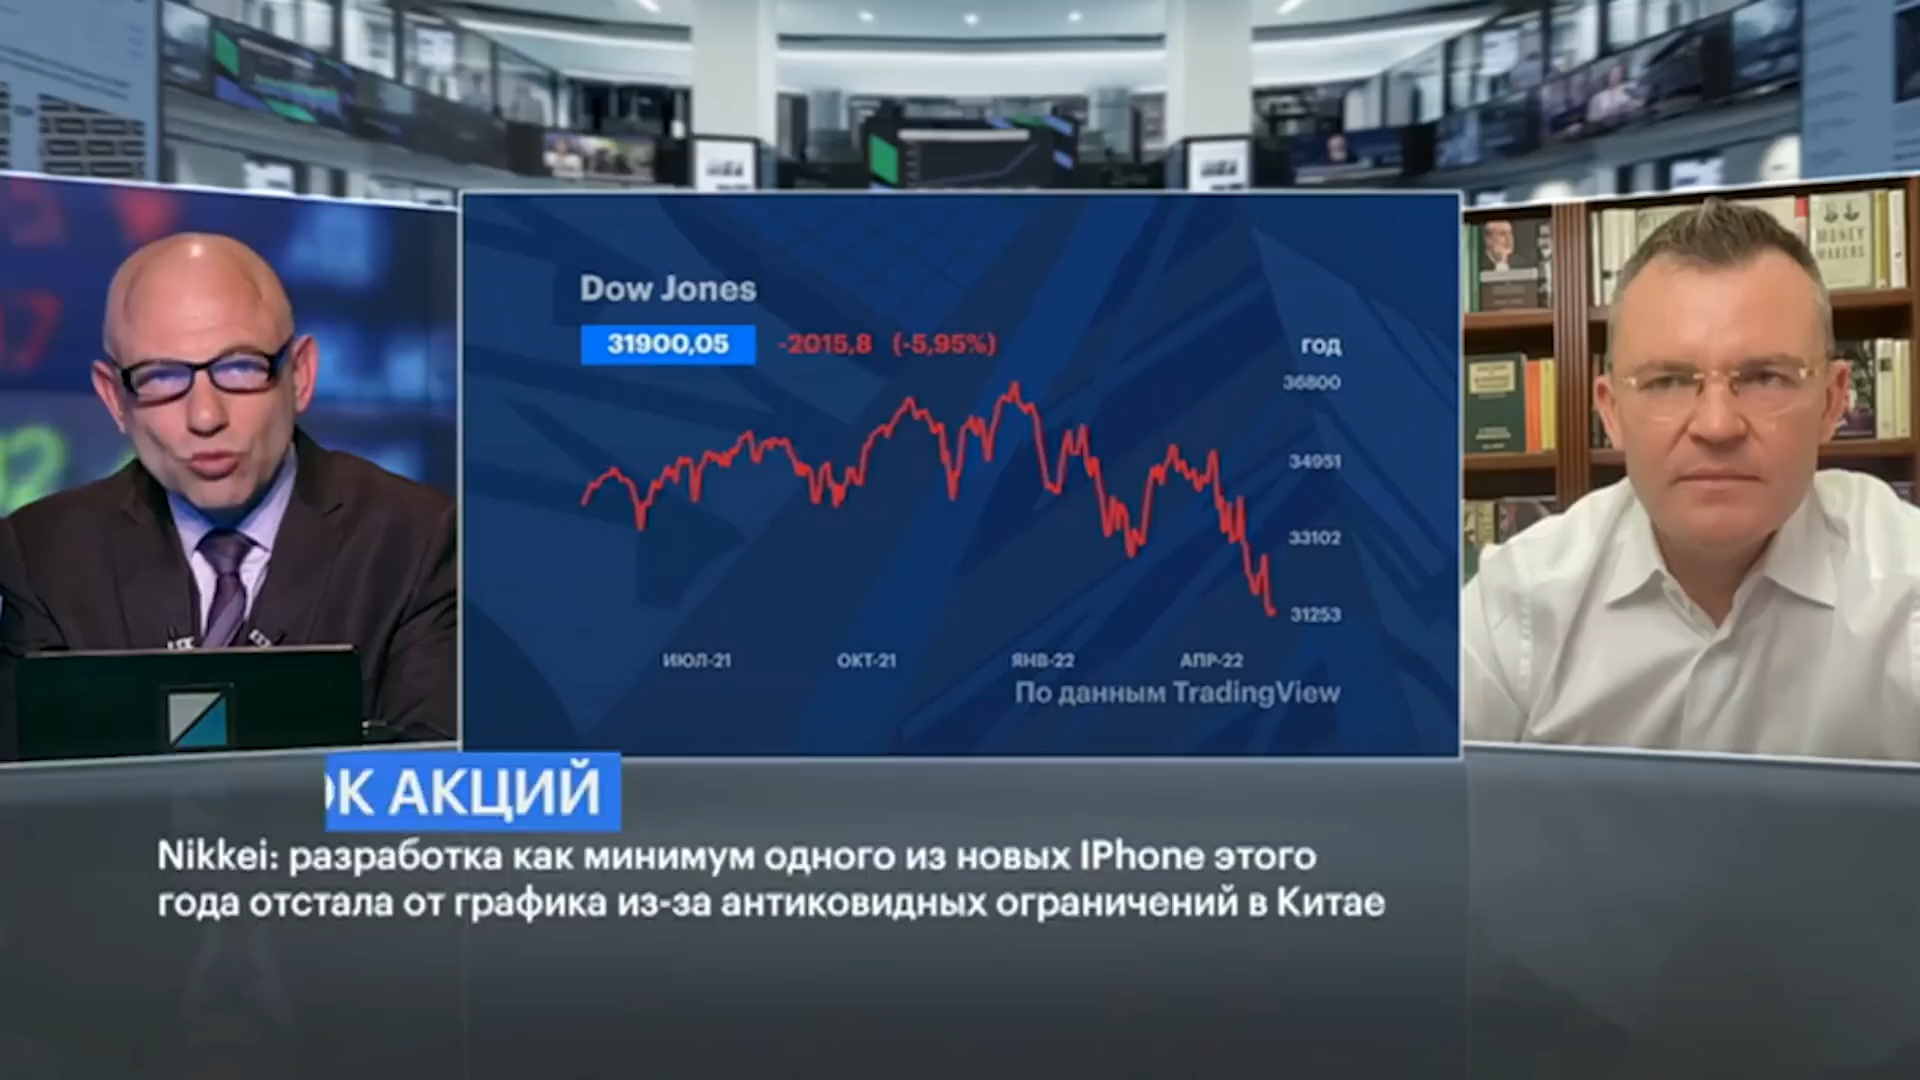 Dow Jones
31900,05 -2015,8 (-5,95%)
год
36800
34951
33102
31253
ИЮЛ-21 ОКТ-21 ЯНВ-22 АПР-22
По данным TradingView
MONEY
MAKERS
К АКЦИЙ
Nikkei: разработка как минимум одного из новых IPhone этого
года отстала от графика из-за антиковидных ограничений в Китае